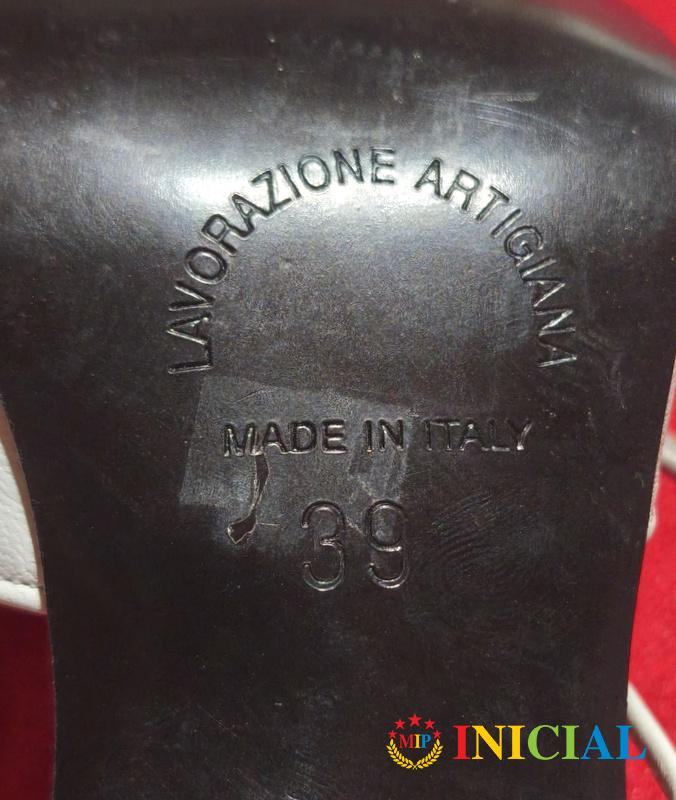 LAVORAZIONE ARTIGIANA
MADE IN ITALY
39
MIP INICIAL